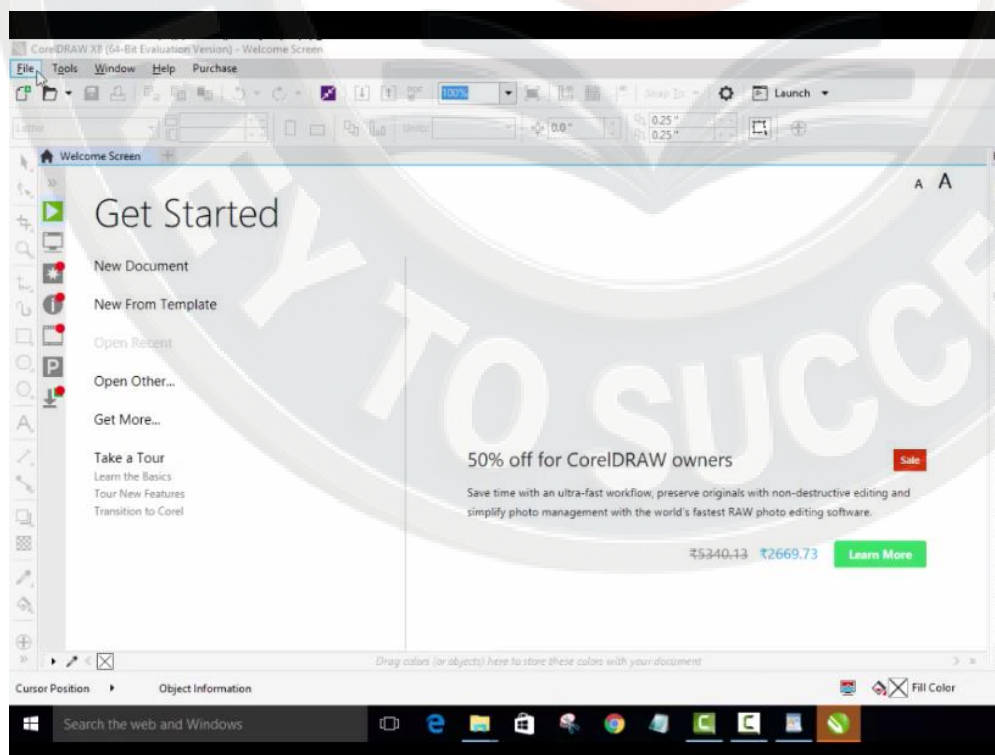 CorelDRAW X8 (64-Bit Evaluation Version) - Welcome Screen
File Tools Window Help Purchase
100% Snap To Launch
Letter Units: 0.0 " 0.25 "
0.25 "
Welcome Screen
A A
Get Started
New Document
New From Template
Open Recent
Open Other...
Get More...
Take a Tour
Learn the Basics
Tour New Features
Transition to Corel
50% off for CorelDRAW owners Sale
Save time with an ultra-fast workflow, preserve originals with non-destructive editing and
simplify photo management with the world's fastest RAW photo editing software.
₹5340.13 ₹2669.73 Learn More
Drag colors (or objects) here to store these colors with your document
Cursor Position Object Information Fill Color
Search the web and Windows
TO SUCC